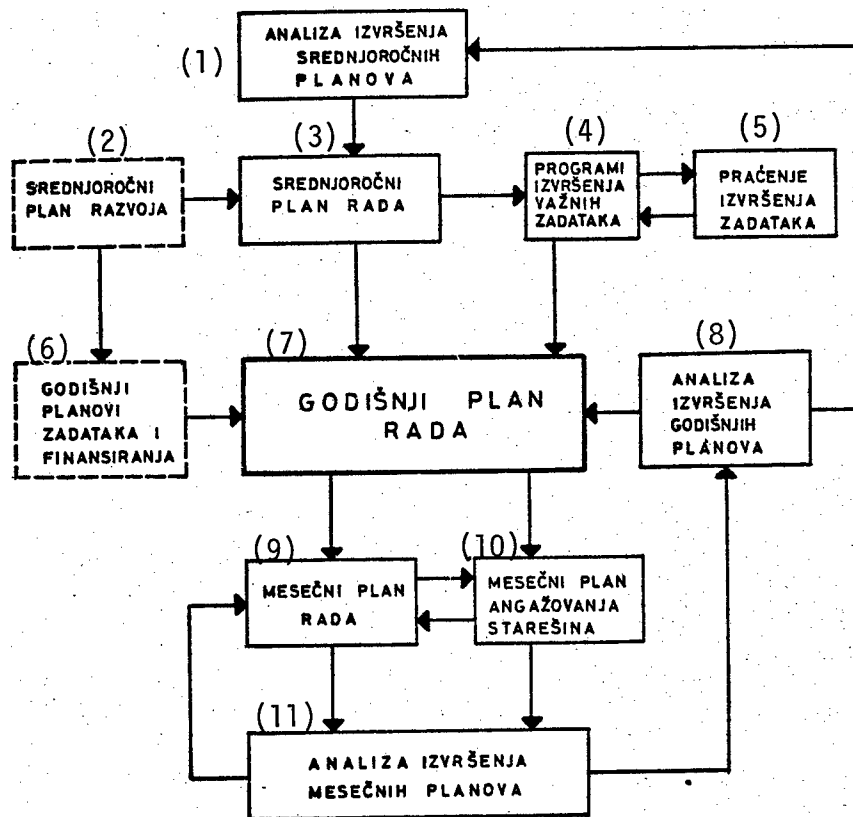 (1)
ANALIZA IZVRŠENJA
SREDNJOROČNIH
PLANOVA
(2)
SREDNJOROČNI
PLAN RAZVOJA
(3)
SREDNJOROČNI
PLAN RADA
(4)
PROGRAMI
IZVRŠENJA
VAŽNIH
ZADATAKA
(5)
PRAĆENJE
IZVRŠENJA
ZADATAKA
(6)
GODIŠNJI
PLANOVI
ZADATAKA I
FINANSIRANJA
(7)
GODIŠNJI PLAN
RADA
(8)
ANALIZA
IZVRŠENJA
GODIŠNJIH
PLANOVA
(9)
MESEČNI PLAN
RADA
(10)
MESEČNI PLAN
ANGAŽOVANJA
STAREŠINA
(11)
ANALIZA IZVRŠENJA
MESEČNIH PLANOVA